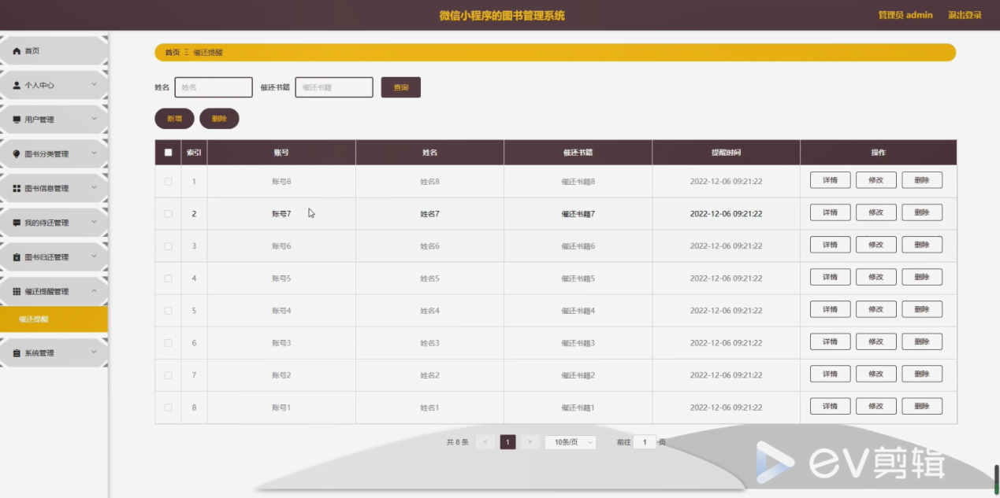 微信小程序的图书管理系统
管理员 admin 退出登录
首页
个人中心
用户管理
图书分类管理
图书信息管理
我的待还管理
图书归还管理
催还提醒管理
催还提醒
系统管理
首页 Ξ 催还提醒
姓名 姓名 催还书籍 催还书籍 查询
新增 删除
索引 账号 姓名 催还书籍 提醒时间 操作
1 账号8 姓名8 催还书籍8 2022-12-06 09:21:22 详情 修改 删除
2 账号7 姓名7 催还书籍7 2022-12-06 09:21:22 详情 修改 删除
3 账号6 姓名6 催还书籍6 2022-12-06 09:21:22 详情 修改 删除
4 账号5 姓名5 催还书籍5 2022-12-06 09:21:22 详情 修改 删除
5 账号4 姓名4 催还书籍4 2022-12-06 09:21:22 详情 修改 删除
6 账号3 姓名3 催还书籍3 2022-12-06 09:21:22 详情 修改 删除
7 账号2 姓名2 催还书籍2 2022-12-06 09:21:22 详情 修改 删除
8 账号1 姓名1 催还书籍1 2022-12-06 09:21:22 详情 修改 删除
共 8 条 < 1 > 10条/页 前往 1 页
eV剪辑